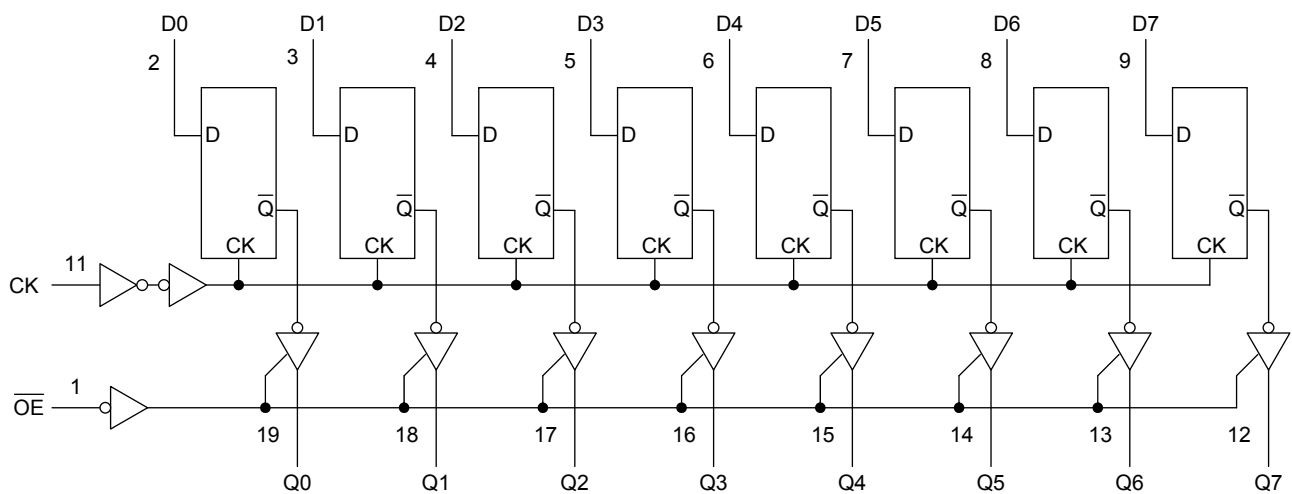 D0 D1 D2 D3 D4 D5 D6 D7
2 3 4 5 6 7 8 9
D D D D D D D D
Q̅ Q̅ Q̅ Q̅ Q̅ Q̅ Q̅ Q̅
CK CK CK CK CK CK CK CK
11
CK
1
O̅E̅
19 18 17 16 15 14 13 12
Q0 Q1 Q2 Q3 Q4 Q5 Q6 Q7